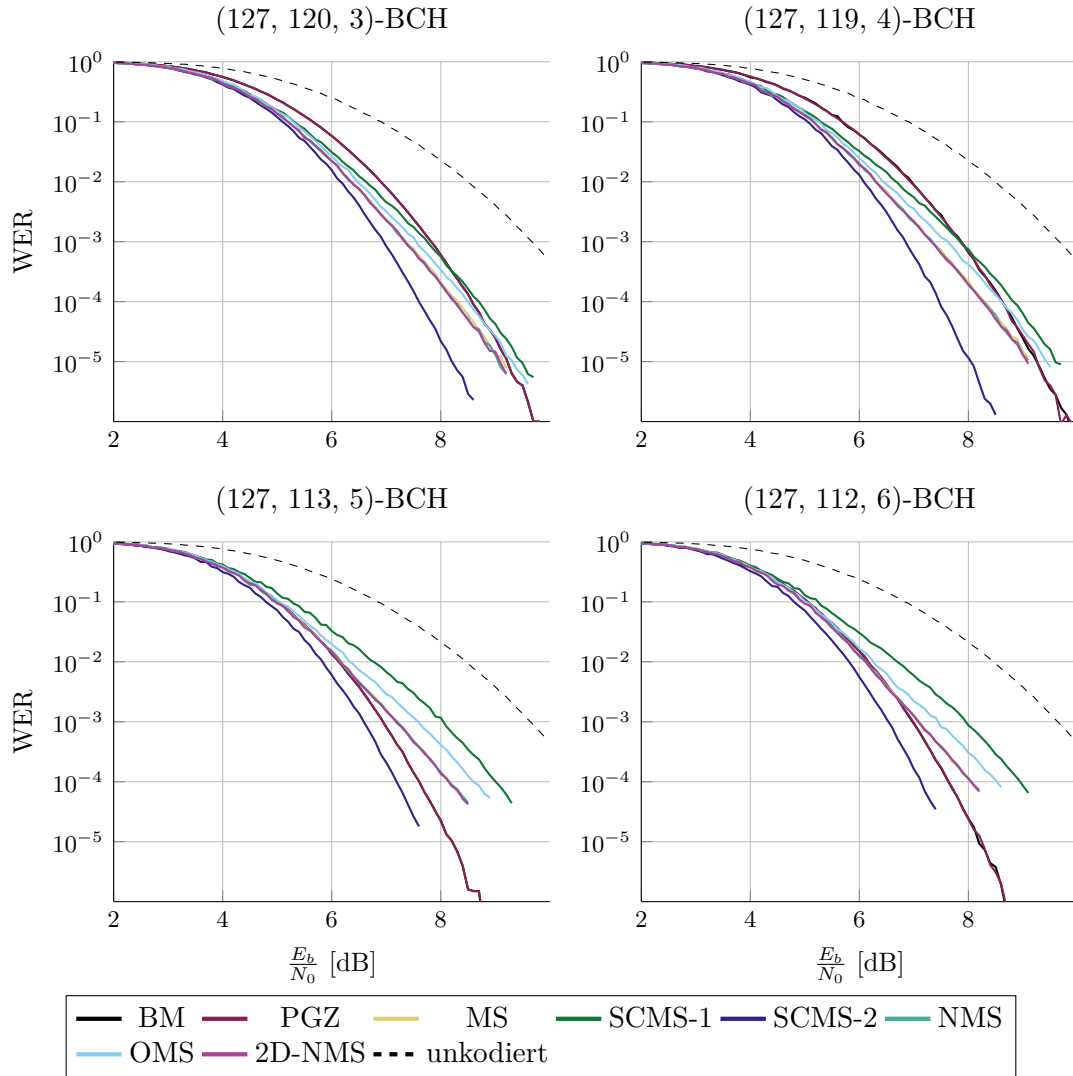 (127, 120, 3)-BCH
(127, 119, 4)-BCH
WER
10^0
10^-1
10^-2
10^-3
10^-4
10^-5
2 4 6 8
10^0
10^-1
10^-2
10^-3
10^-4
10^-5
2 4 6 8
(127, 113, 5)-BCH
(127, 112, 6)-BCH
WER
10^0
10^-1
10^-2
10^-3
10^-4
10^-5
2 4 6 8
E_b/N_0 [dB]
10^0
10^-1
10^-2
10^-3
10^-4
10^-5
2 4 6 8
E_b/N_0 [dB]
BM PGZ MS SCMS-1 SCMS-2 NMS
OMS 2D-NMS unkodiert